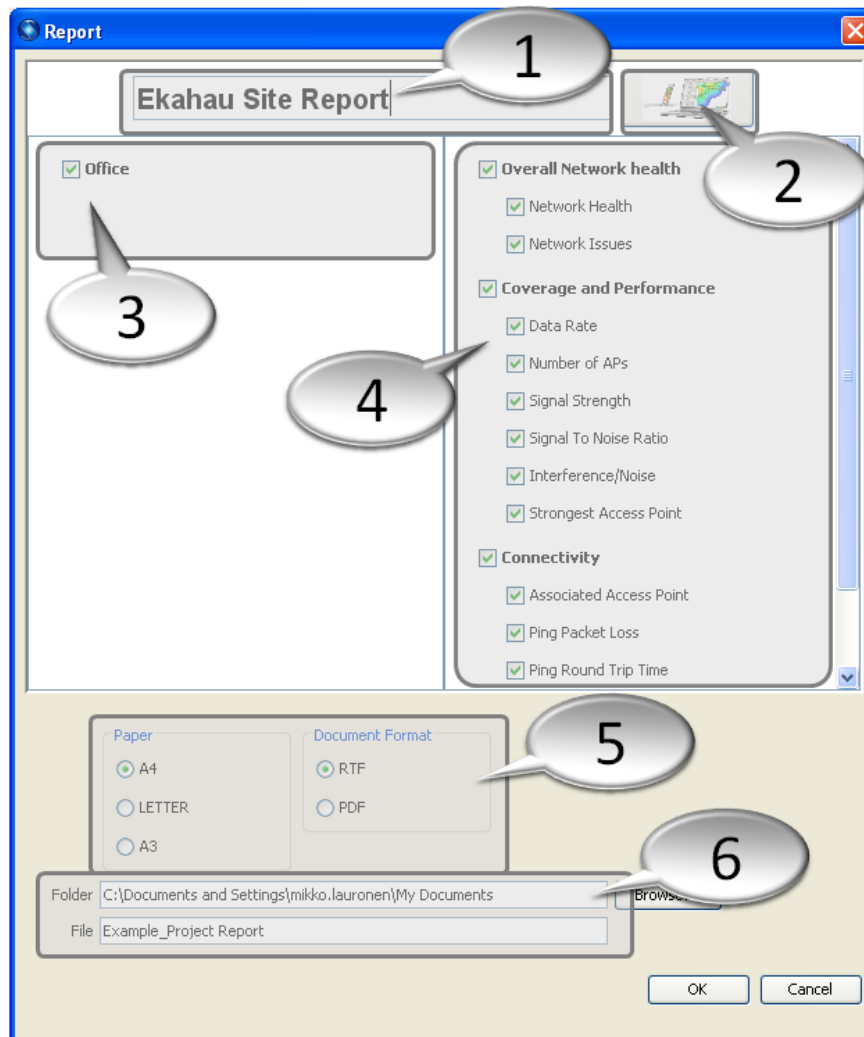 Report
1
Ekahau Site Report
2
Office
3
Overall Network health
Network Health
Network Issues
Coverage and Performance
Data Rate
Number of APs
Signal Strength
Signal To Noise Ratio
Interference/Noise
Strongest Access Point
4
Connectivity
Associated Access Point
Ping Packet Loss
Ping Round Trip Time
Paper
A4
LETTER
A3
Document Format
RTF
PDF
5
6
Folder C:\Documents and Settings\mikko.lauronen\My Documents Browse
File Example_Project Report
OK Cancel